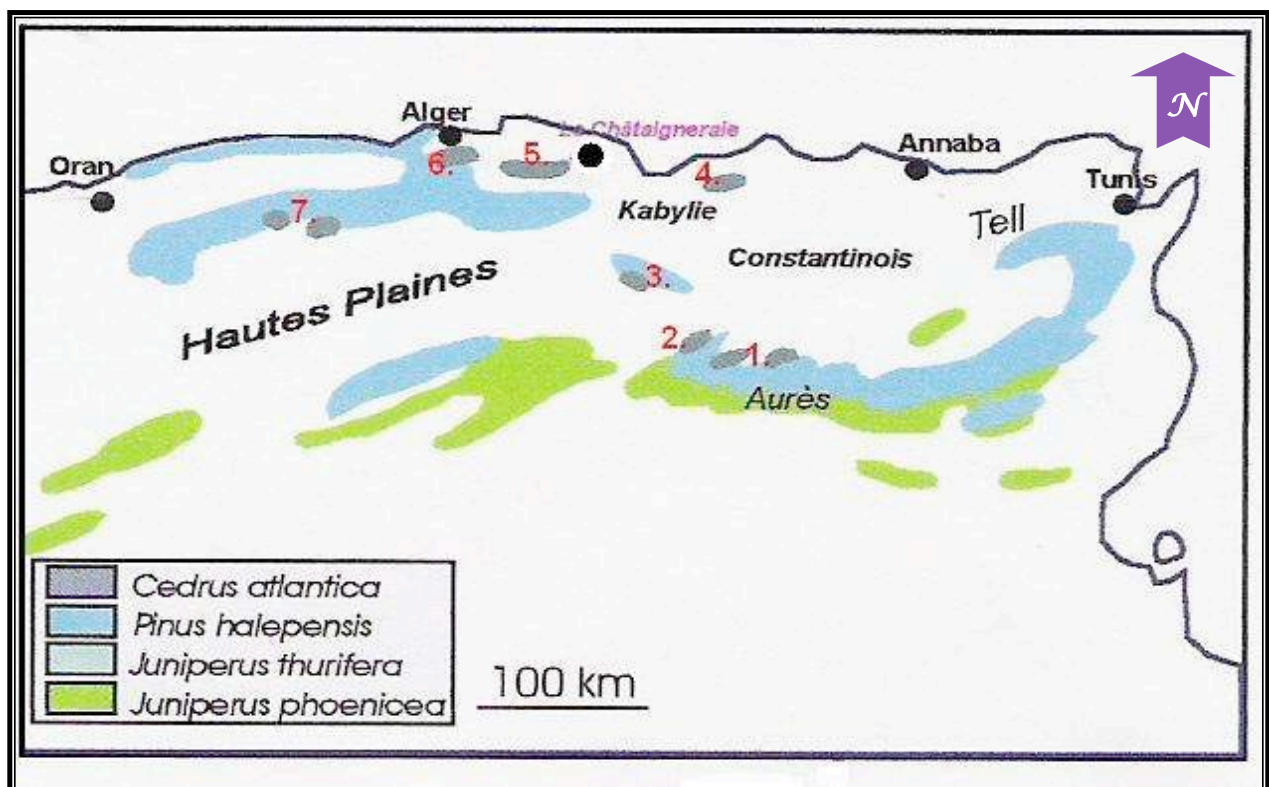 N
Alger
La Châtaigneraie
Oran
6.
5.
4.
Annaba
Tunis
7.
Kabylie
Tell
Constantinois
3.
Hautes Plaines
2.
1.
Aurès
Cedrus atlantica
Pinus halepensis
Juniperus thurifera
Juniperus phoenicea
100 km